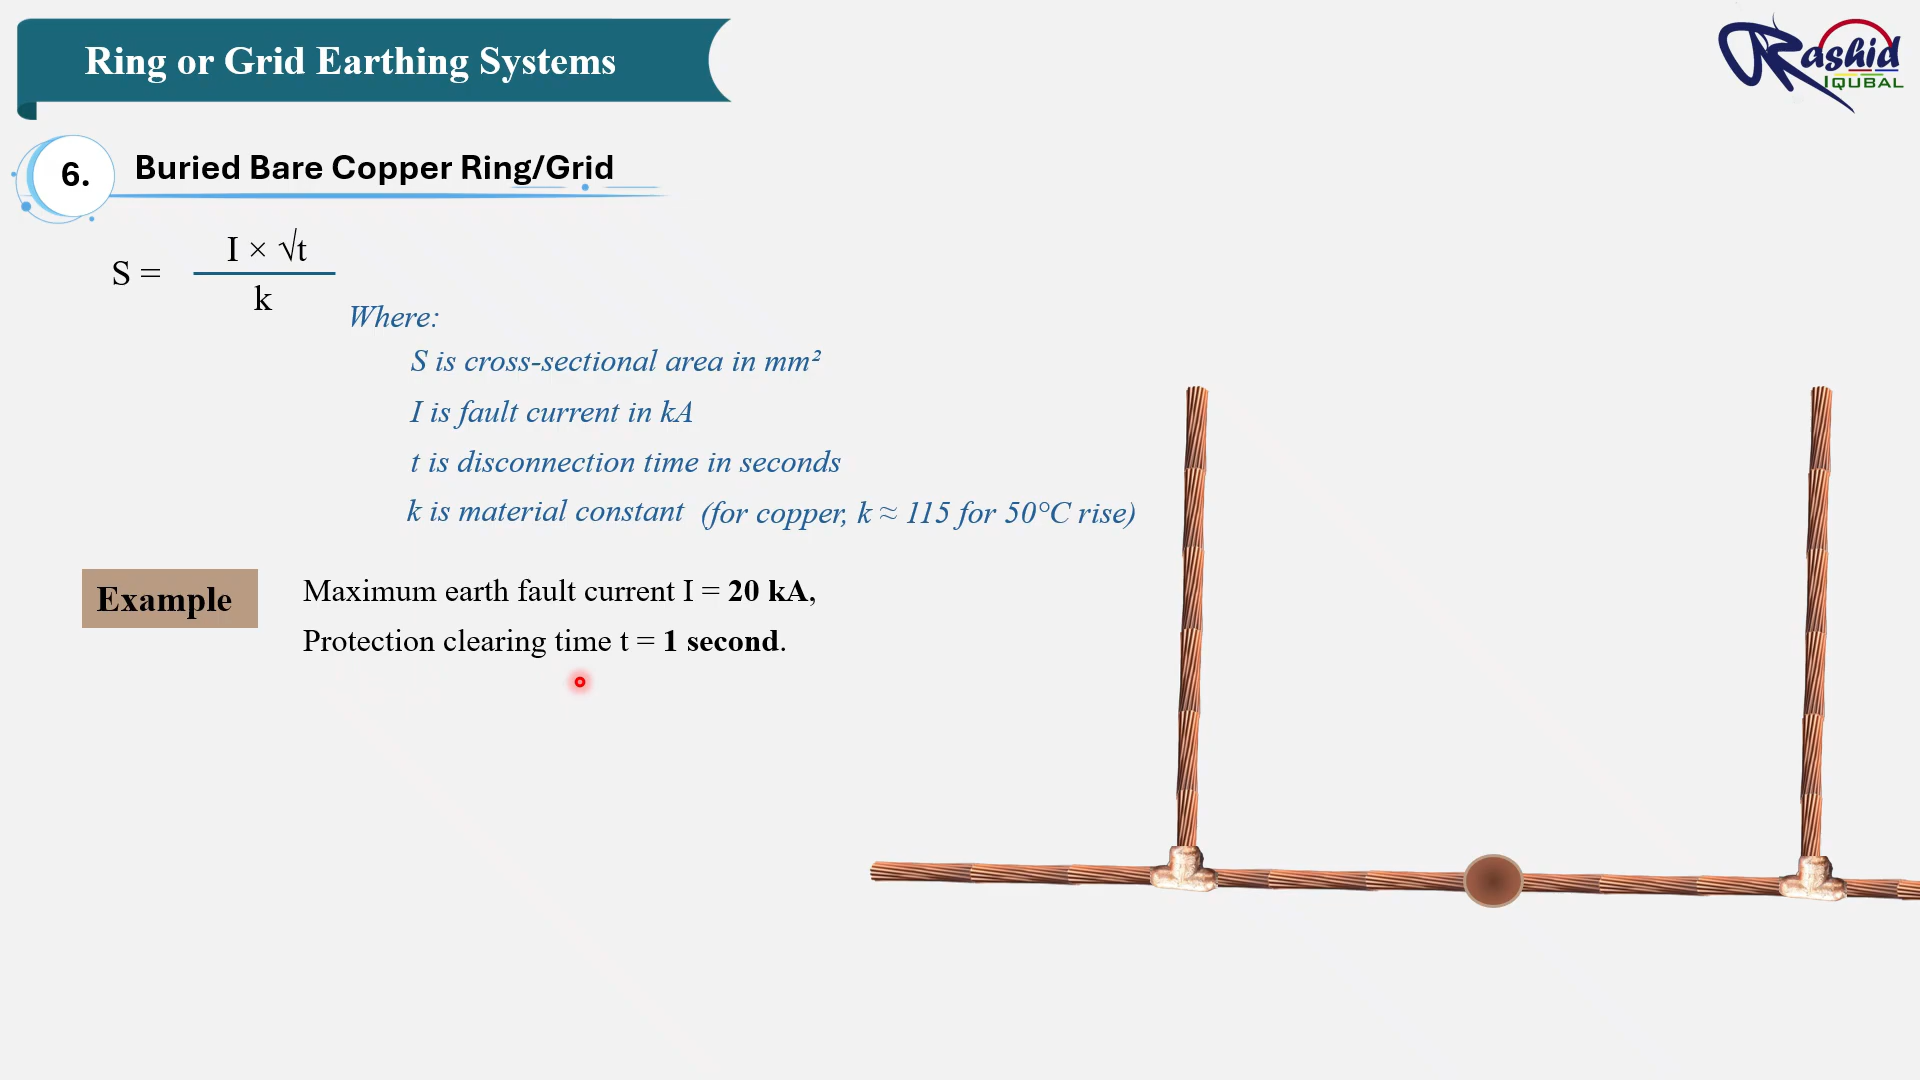 Ring or Grid Earthing Systems
Rashid
IQUBAL
6.
Buried Bare Copper Ring/Grid
S = I × √t
k
Where:
S is cross-sectional area in mm²
I is fault current in kA
t is disconnection time in seconds
k is material constant (for copper, k ≈ 115 for 50°C rise)
Example
Maximum earth fault current I = 20 kA,
Protection clearing time t = 1 second.